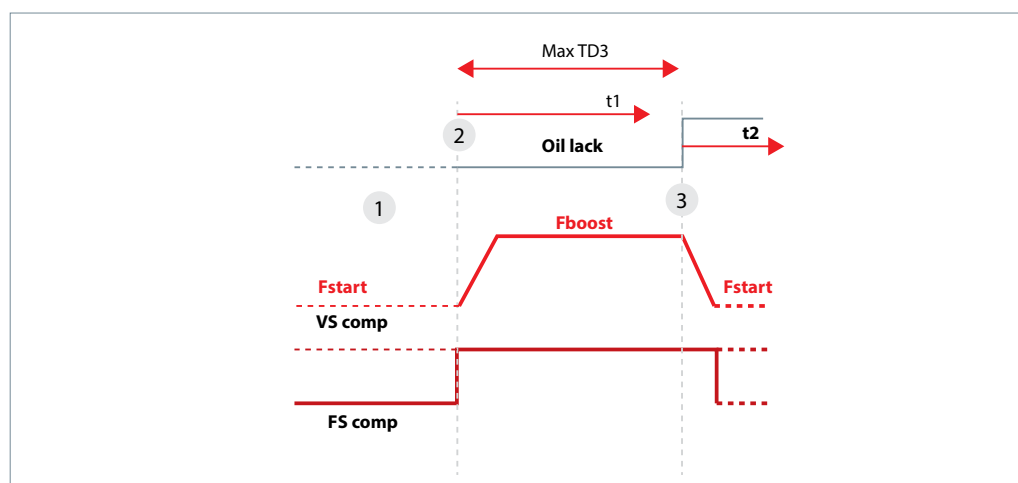 Max TD3
t1
2
Oil lack
t2
1
3
Fboost
Fstart
Fstart
VS comp
FS comp